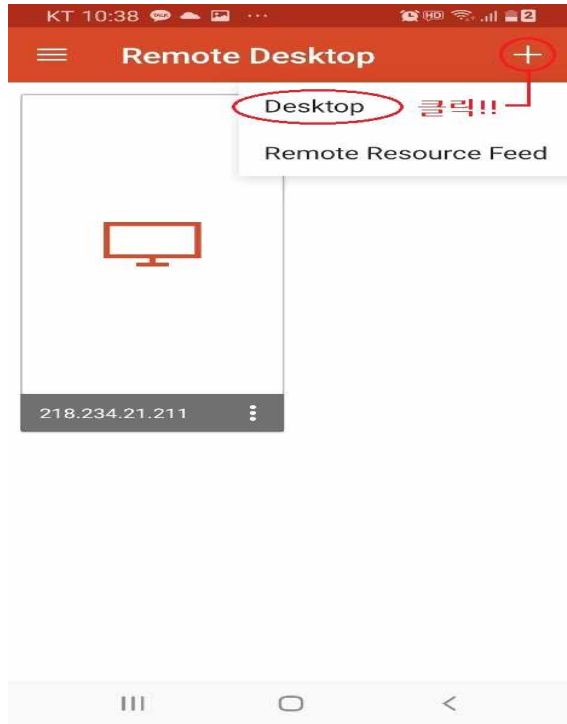 KT 10:38 ...
Remote Desktop +
Desktop 클릭!!
Remote Resource Feed
218.234.21.211